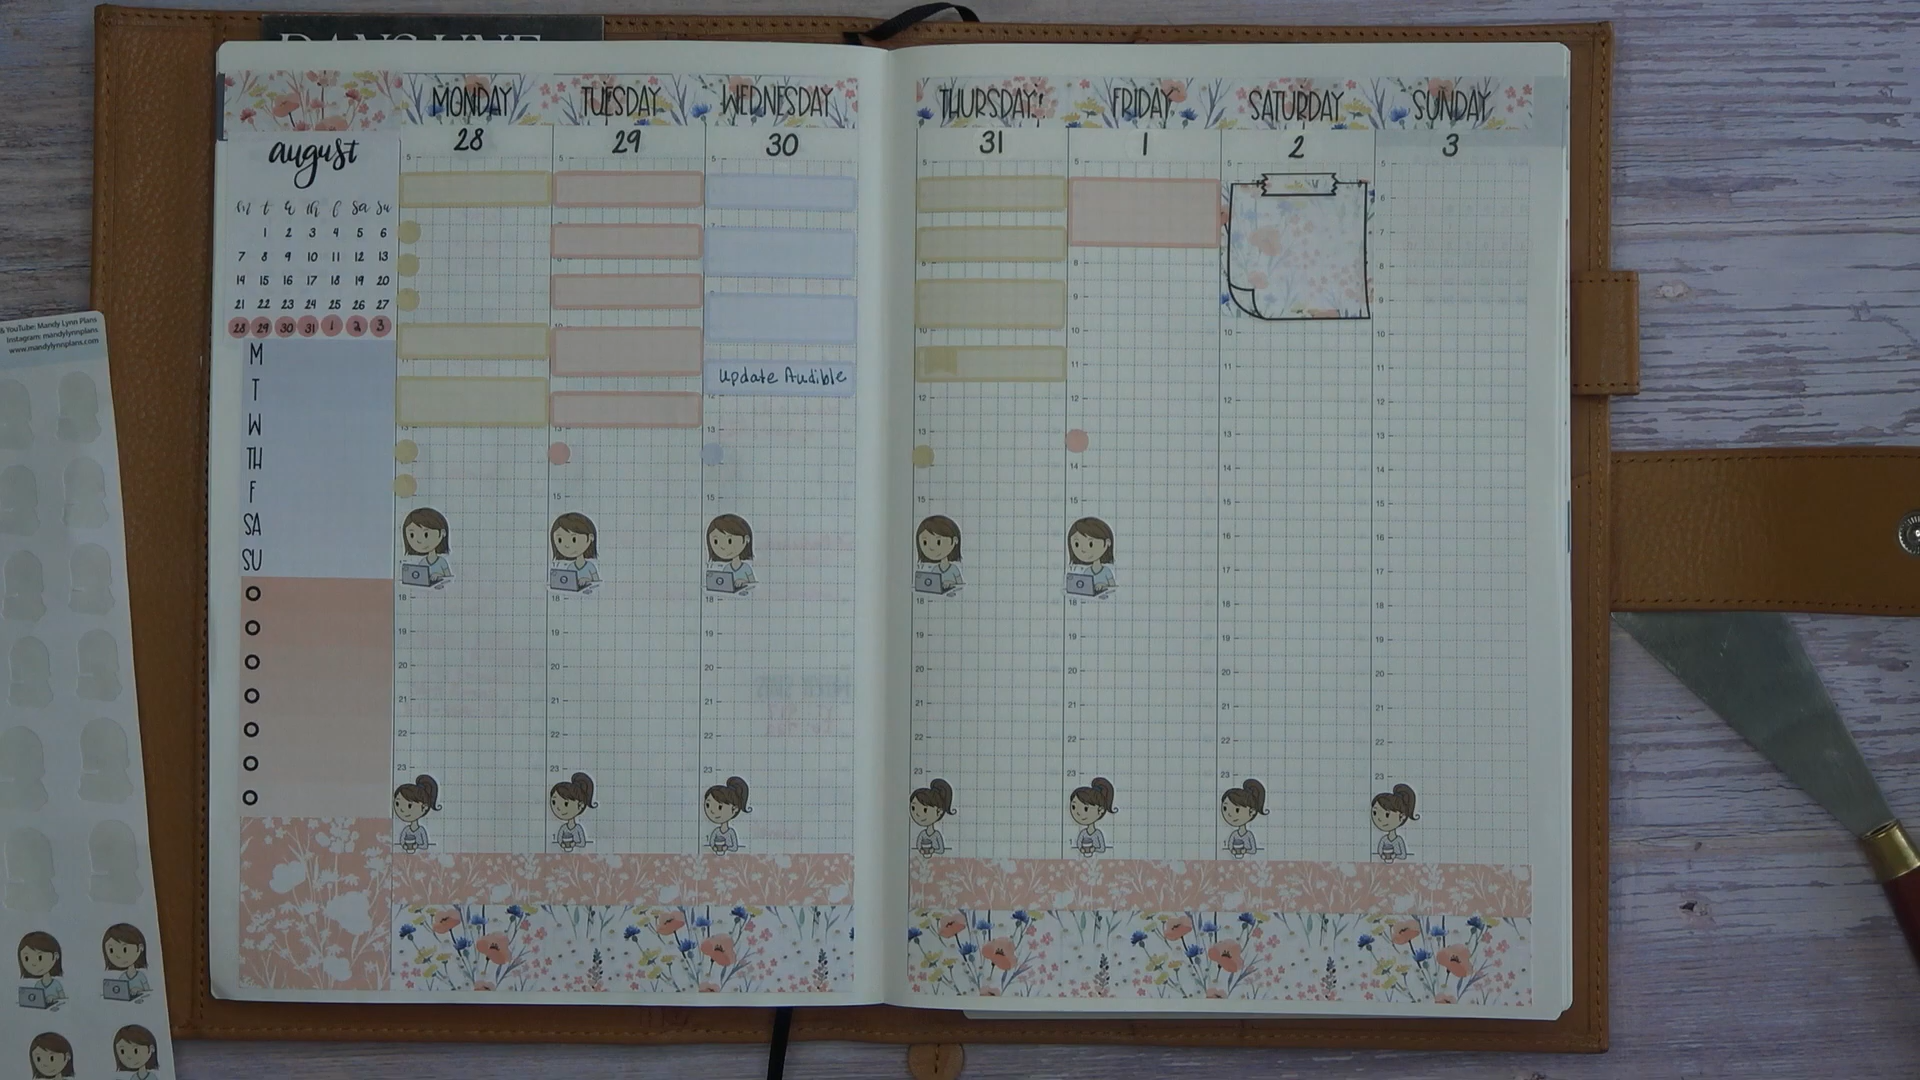 MONDAY TUESDAY WEDNESDAY THURSDAY FRIDAY SATURDAY SUNDAY
28 29 30 31 1 2 3
august
m t w th f sa su
1 2 3 4 5 6
7 8 9 10 11 12 13
14 15 16 17 18 19 20
21 22 23 24 25 26 27
28 29 30 31 1 2 3
M
T
W
TH
F
SA
SU
update Audible
& YouTube: Mandy Lynn Plans
Instagram: mandylynnplans
www.mandylynnplans.com